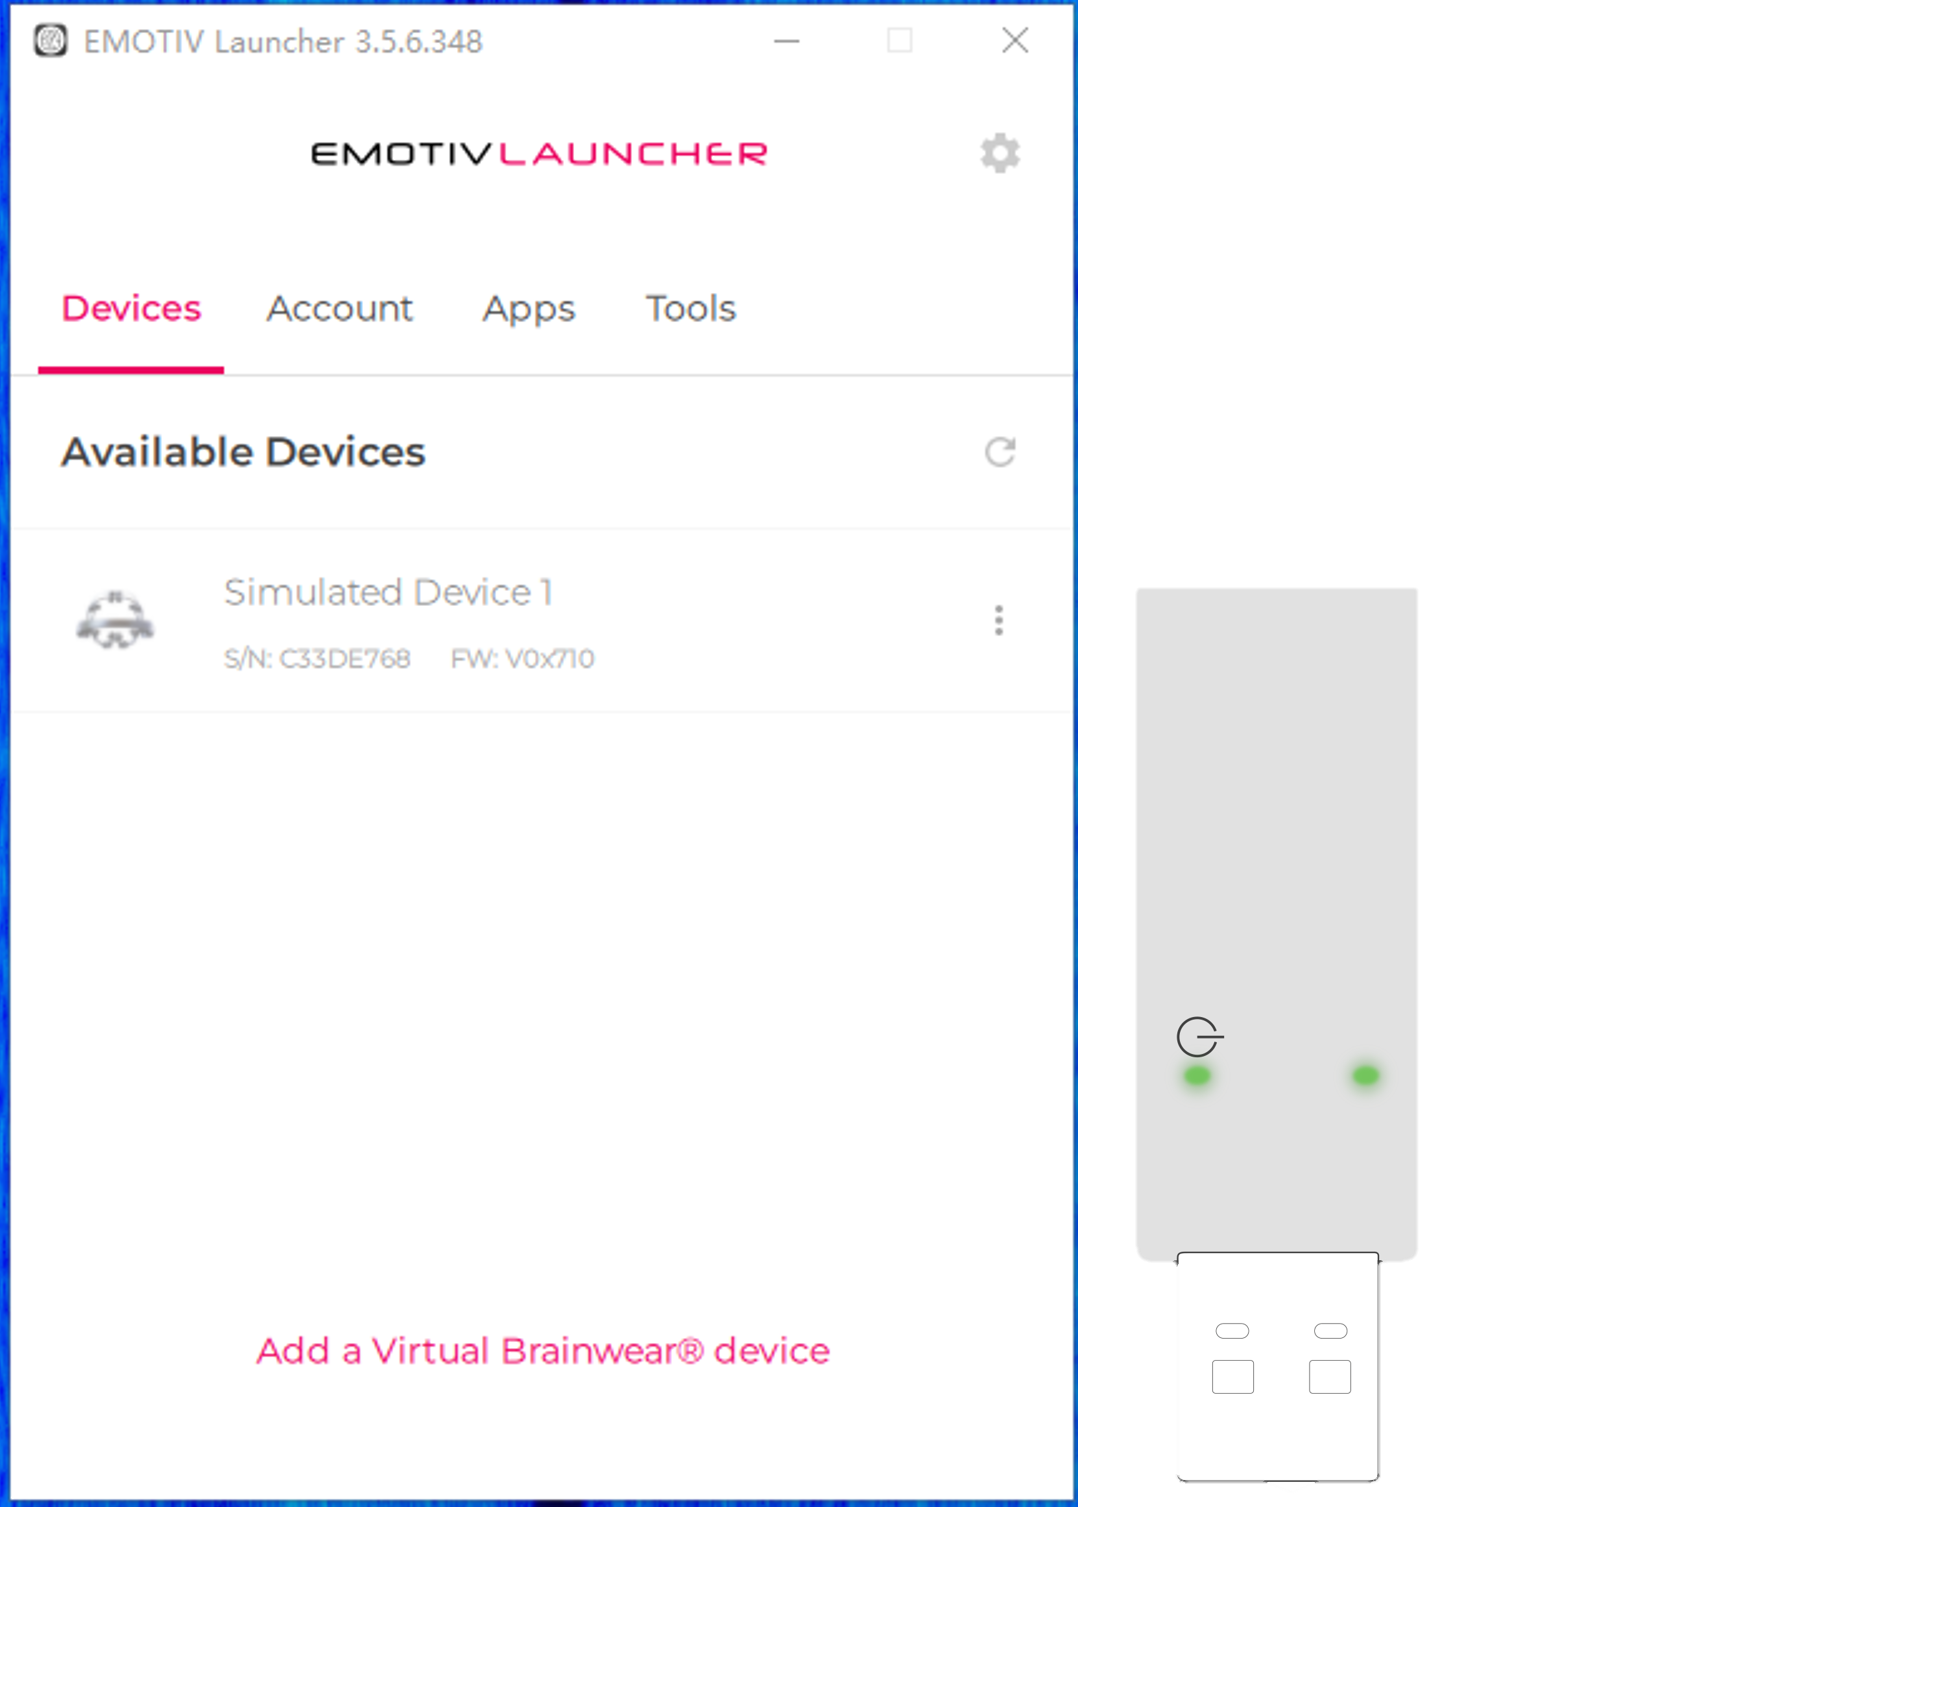 EMOTIV Launcher 3.5.6.348
EMOTIVLAUNCHER
Devices Account Apps Tools
Available Devices
Simulated Device 1
S/N: C33DE768 FW: V0x710
Add a Virtual Brainwear® device